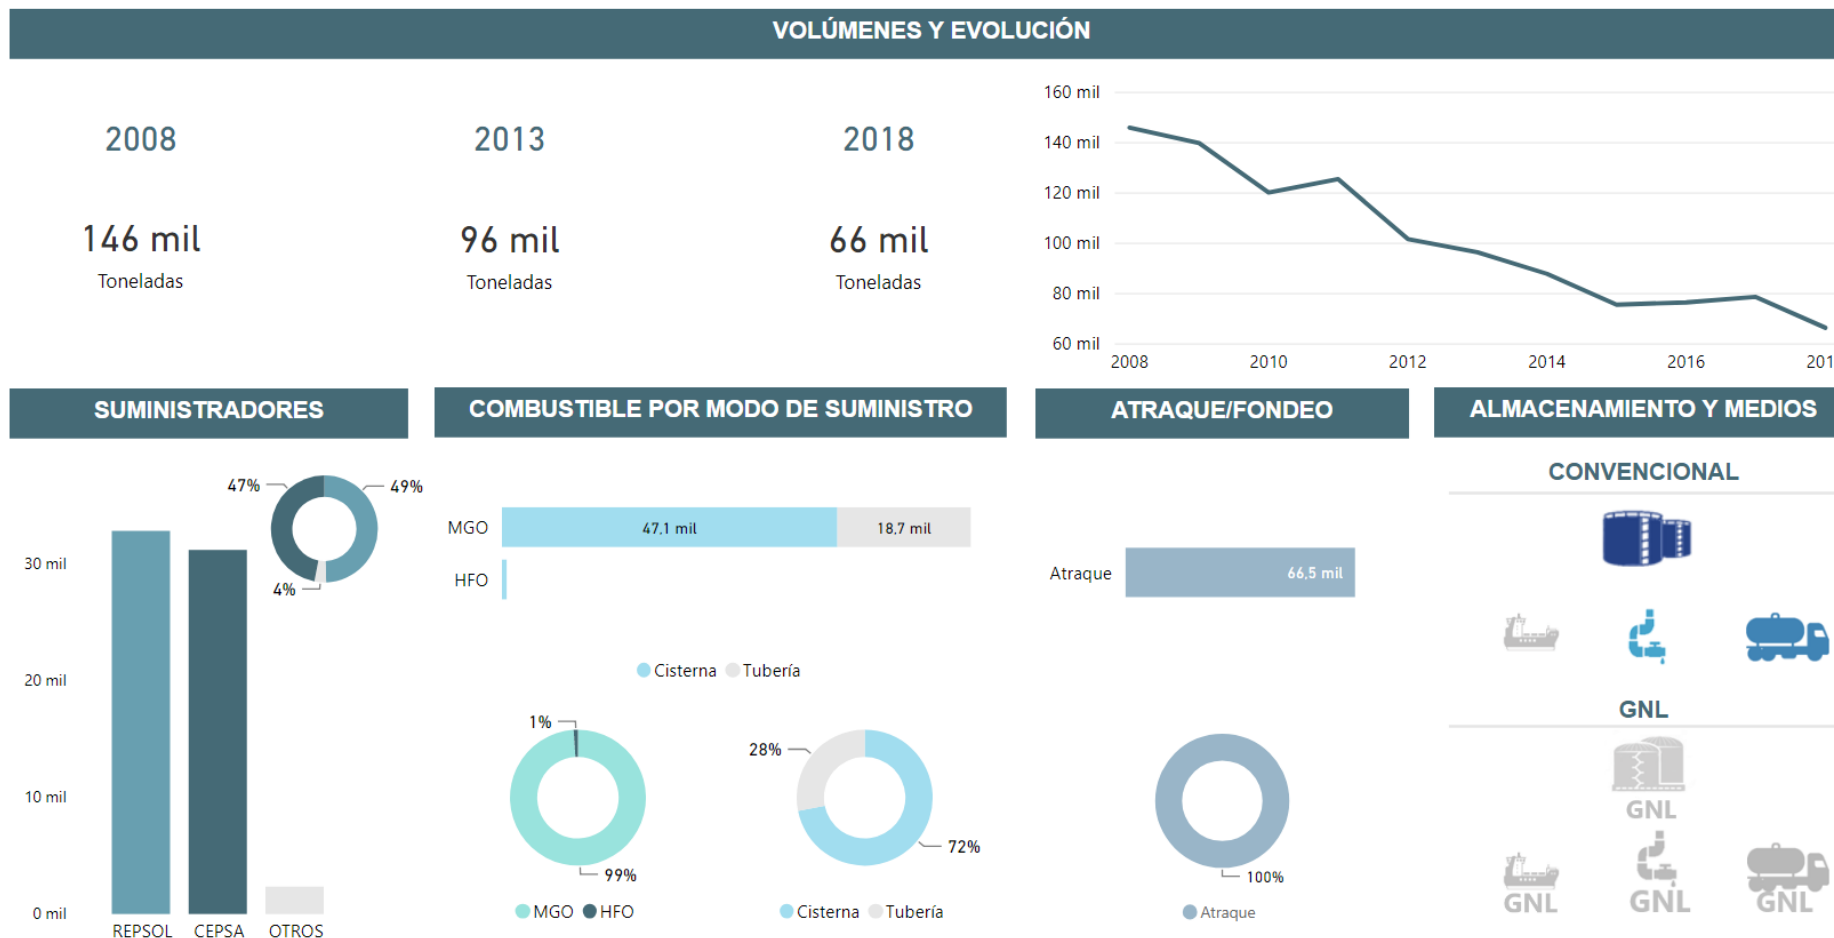 VOLÚMENES Y EVOLUCIÓN
2008
2013
2018
146 mil
96 mil
66 mil
Toneladas
Toneladas
Toneladas
160 mil
140 mil
120 mil
100 mil
80 mil
60 mil
2008
2010
2012
2014
2016
201
SUMINISTRADORES
47%
49%
4%
30 mil
20 mil
10 mil
0 mil
REPSOL
CEPSA
OTROS
COMBUSTIBLE POR MODO DE SUMINISTRO
MGO
47,1 mil
18,7 mil
HFO
Cisterna
Tubería
1%
99%
MGO
HFO
28%
72%
Cisterna
Tubería
ATRAQUE/FONDEO
Atraque
66,5 mil
100%
Atraque
ALMACENAMIENTO Y MEDIOS
CONVENCIONAL
GNL
GNL
GNL
GNL
GNL